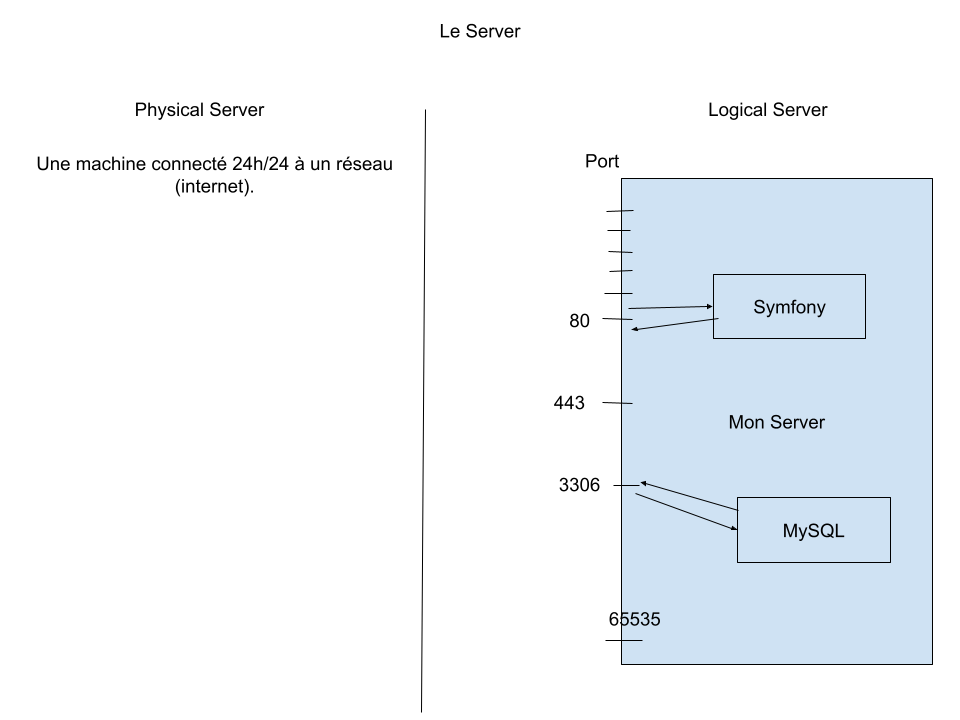 Le Server
Physical Server
Une machine connecté 24h/24 à un réseau
(internet).
Logical Server
Port
80
Symfony
443
Mon Server
3306
MySQL
65535